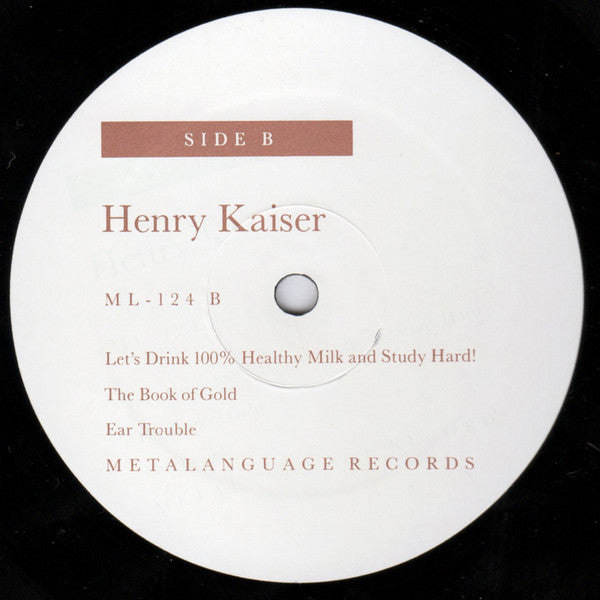 SIDE B
Henry Kaiser
ML-124 B
Let's Drink 100% Healthy Milk and Study Hard!
The Book of Gold
Ear Trouble
METALANGUAGE RECORDS